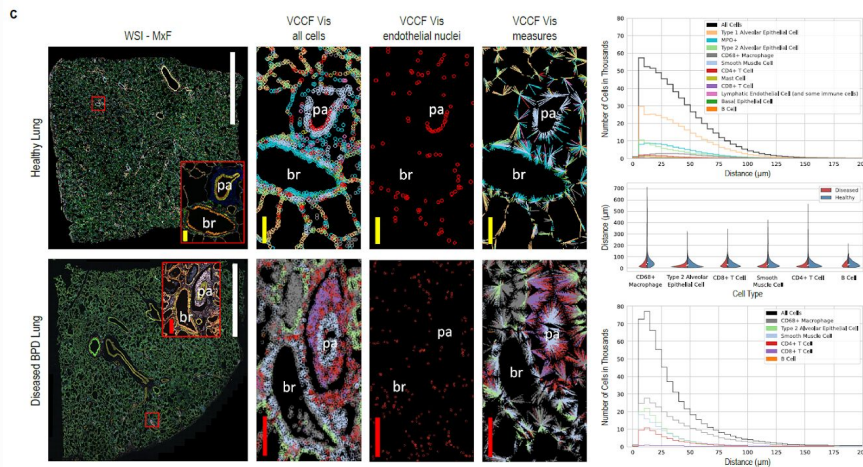 c
WSI - MxF
VCCF Vis
all cells
VCCF Vis
endothelial nuclei
VCCF Vis
measures
Healthy Lung
pa
br
pa
br
pa
br
pa
br
Number of Cells in Thousands
80
70
60
50
40
30
20
10
0
All Cells
Type 1 Alveolar Epithelial Cell
MPO+
Type 2 Alveolar Epithelial Cell
CD68+ Macrophage
Smooth Muscle Cell
CD4+ T Cell
Mast Cell
CD8+ T Cell
Lymphatic Endothelial Cell (and some immune cells)
Basal Epithelial Cell
B Cell
0 25 50 75 100 125 150 175 200
Distance (μm)
Distance (μm)
700
600
500
400
300
200
100
0
Diseased
Healthy
CD68+
Macrophage
Type 2 Alveolar
Epithelial Cell
CD8+ T Cell
Smooth
Muscle Cell
CD4+ T Cell
B Cell
Cell Type
Diseased BPD Lung
pa
br
pa
br
pa
br
pa
br
Number of Cells in Thousands
80
70
60
50
40
30
20
10
0
All Cells
CD68+ Macrophage
Type 2 Alveolar Epithelial Cell
Smooth Muscle Cell
CD4+ T Cell
CD8+ T Cell
B Cell
0 25 50 75 100 125 150 175 200
Distance (μm)